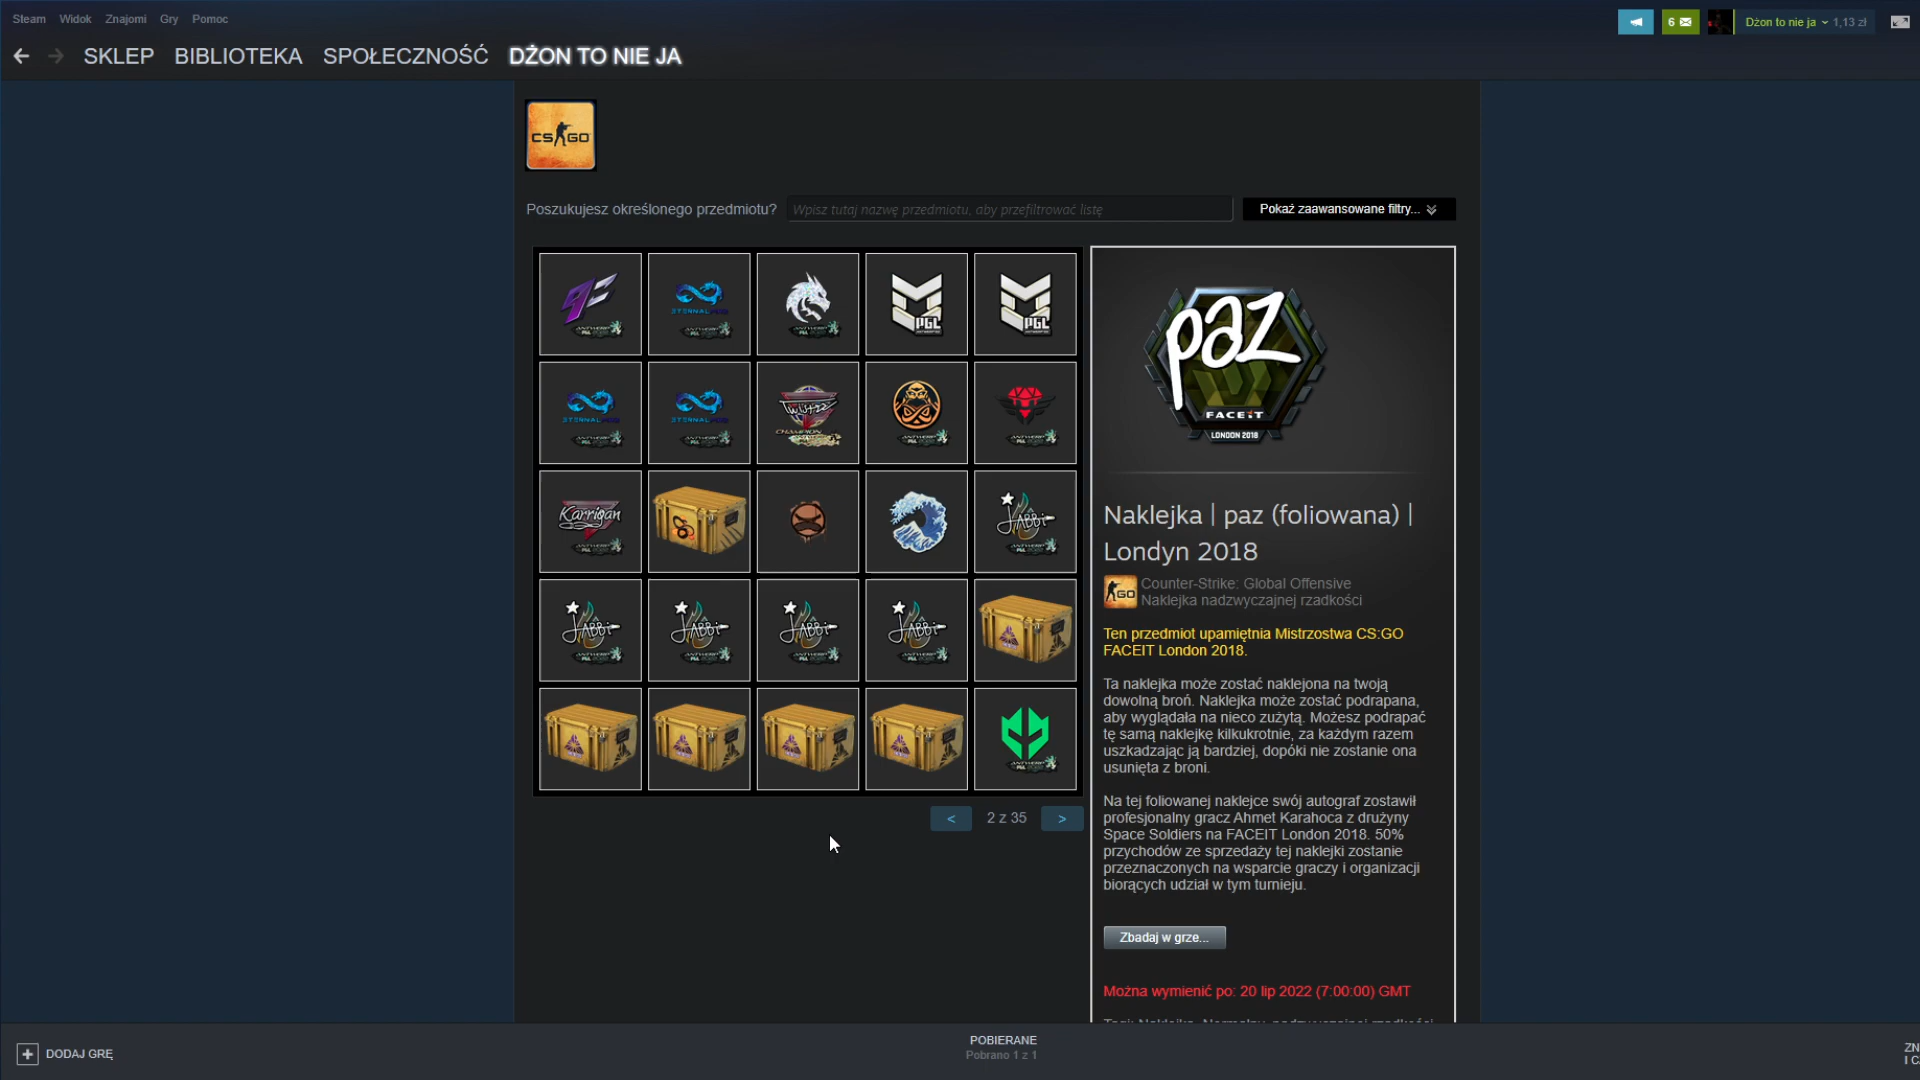 Steam Widok Znajomi Gry Pomoc
6
Dżon to nie ja 1,13 zł
SKLEP BIBLIOTEKA SPOŁECZNOŚĆ DŻON TO NIE JA
CS GO
Poszukujesz określonego przedmiotu?
Wpisz tutaj nazwę przedmiotu, aby przefiltrować listę
Pokaż zaawansowane filtry...
PGL
PGL
CHAMPION
Karrigan
paz
FACEIT
LONDON 2018
Naklejka | paz (foliowana) |
Londyn 2018
GO
Counter-Strike: Global Offensive
Naklejka nadzwyczajnej rzadkości
Ten przedmiot upamiętnia Mistrzostwa CS:GO
FACEIT London 2018.
Ta naklejka może zostać naklejona na twoją
dowolną broń. Naklejka może zostać podrapana,
aby wyglądała na nieco zużytą. Możesz podrapać
tę samą naklejkę kilkukrotnie, za każdym razem
uszkadzając ją bardziej, dopóki nie zostanie ona
usunięta z broni.
Na tej foliowanej naklejce swój autograf zostawił
profesjonalny gracz Ahmet Karahoca z drużyny
Space Soldiers na FACEIT London 2018. 50%
przychodów ze sprzedaży tej naklejki zostanie
przeznaczonych na wsparcie graczy i organizacji
biorących udział w tym turnieju.
Zbadaj w grze...
Można wymienić po: 20 lip 2022 (7:00:00) GMT
< 2 z 35 >
DODAJ GRĘ
POBIERANE
Pobrano 1 z 1